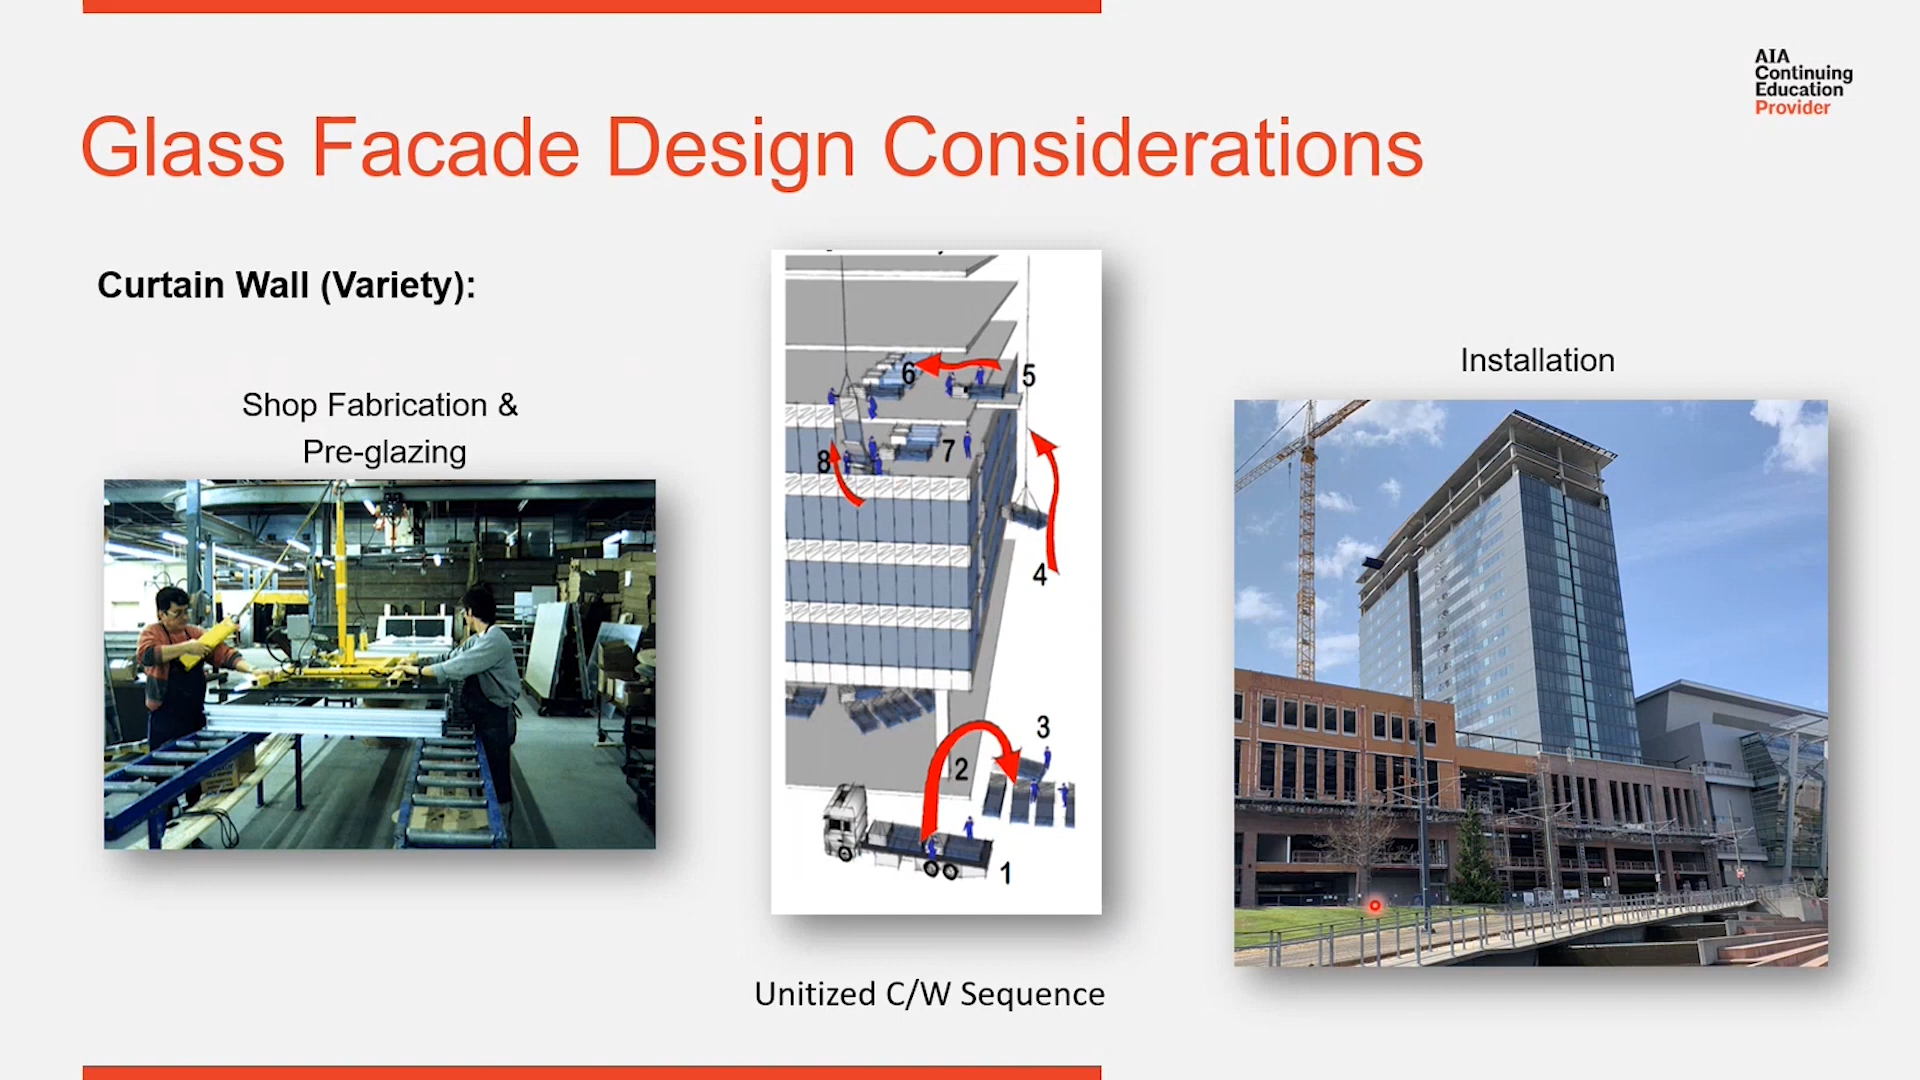 AIA
Continuing
Education
Provider
Glass Facade Design Considerations
Curtain Wall (Variety):
Shop Fabrication &
Pre-glazing
Installation
6
5
7
8
4
3
2
1
Unitized C/W Sequence